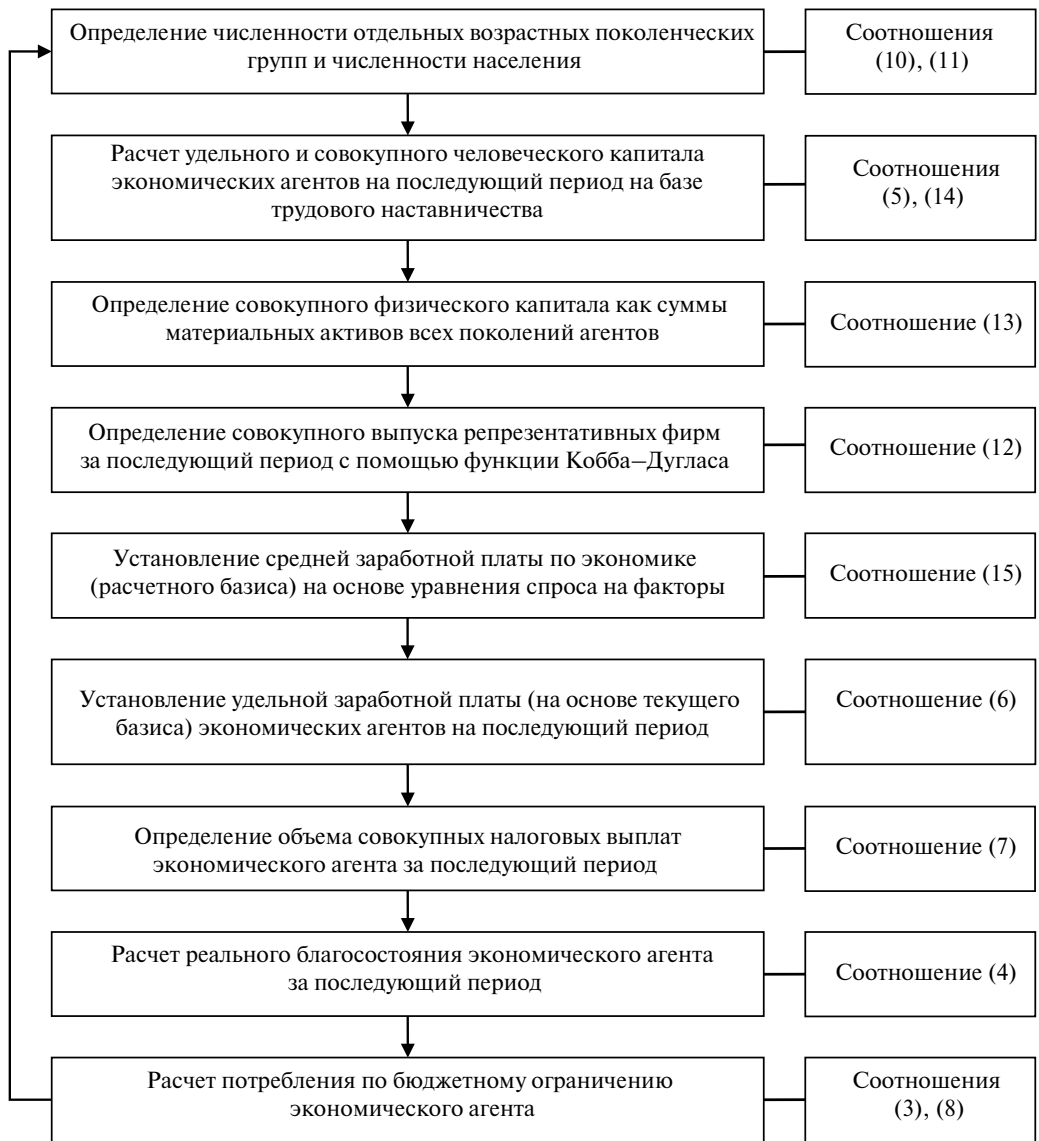 Определение численности отдельных возрастных поколенческих
групп и численности населения
Соотношения
(10), (11)
Расчет удельного и совокупного человеческого капитала
экономических агентов на последующий период на базе
трудового наставничества
Соотношения
(5), (14)
Определение совокупного физического капитала как суммы
материальных активов всех поколений агентов
Соотношение (13)
Определение совокупного выпуска репрезентативных фирм
за последующий период с помощью функции Кобба–Дугласа
Соотношение (12)
Установление средней заработной платы по экономике
(расчетного базиса) на основе уравнения спроса на факторы
Соотношение (15)
Установление удельной заработной платы (на основе текущего
базиса) экономических агентов на последующий период
Соотношение (6)
Определение объема совокупных налоговых выплат
экономического агента за последующий период
Соотношение (7)
Расчет реального благосостояния экономического агента
за последующий период
Соотношение (4)
Расчет потребления по бюджетному ограничению
экономического агента
Соотношения
(3), (8)